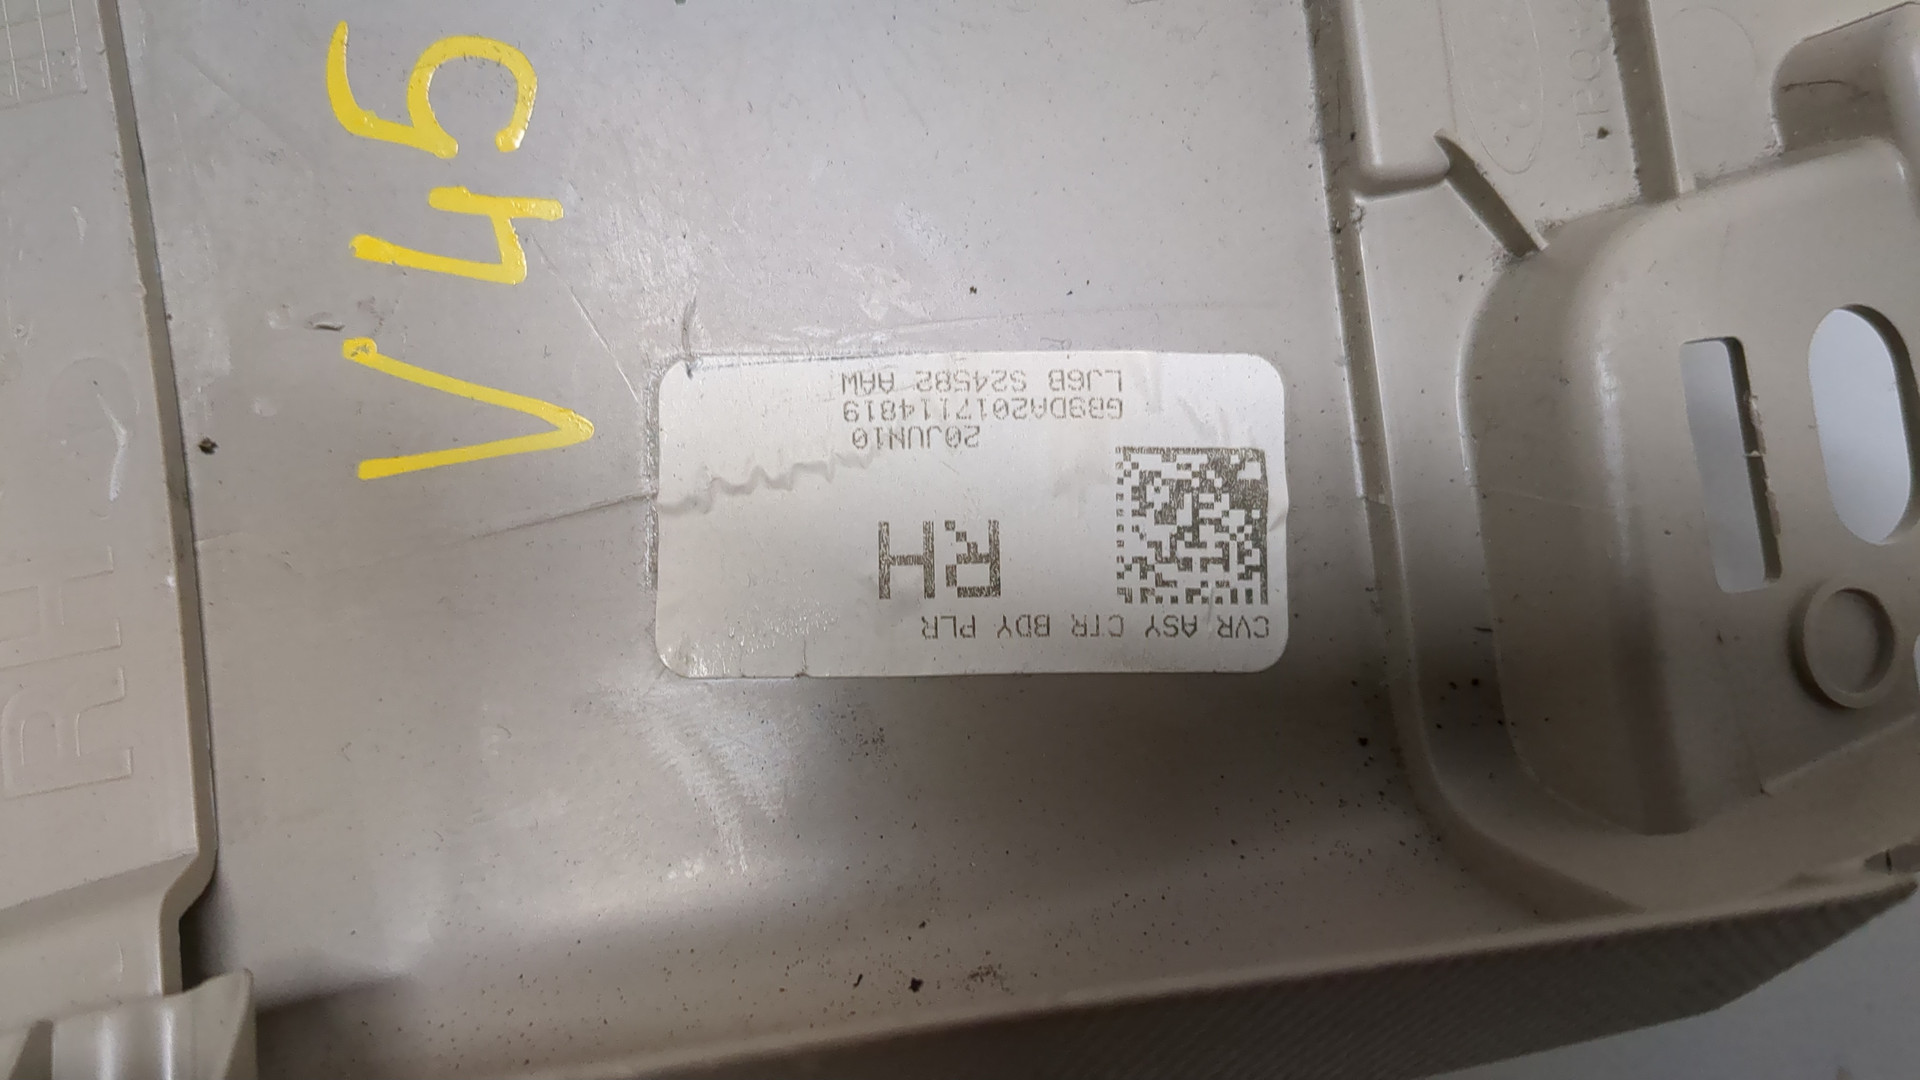 V45
CVR ASY CTR BDY PLR
RH
20JUN10
GB9DA2017114819
LJ6B S24582 AAW
RH